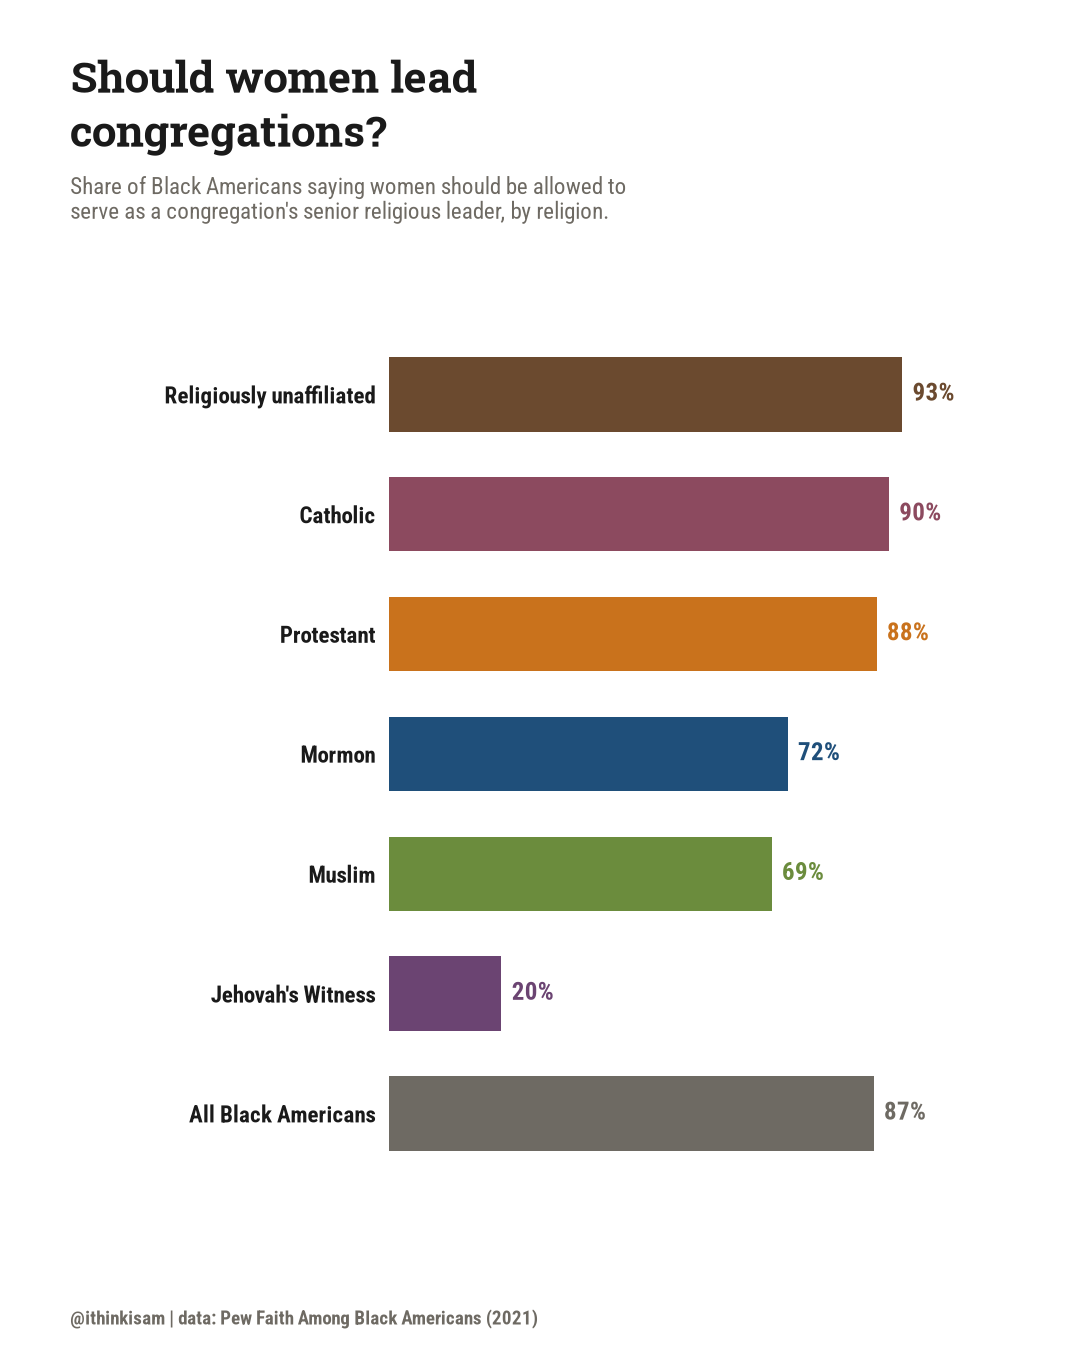 Should women lead
congregations?
Share of Black Americans saying women should be allowed to
serve as a congregation's senior religious leader, by religion.
Religiously unaffiliated 93%
Catholic 90%
Protestant 88%
Mormon 72%
Muslim 69%
Jehovah's Witness 20%
All Black Americans 87%
@ithinkisam | data: Pew Faith Among Black Americans (2021)